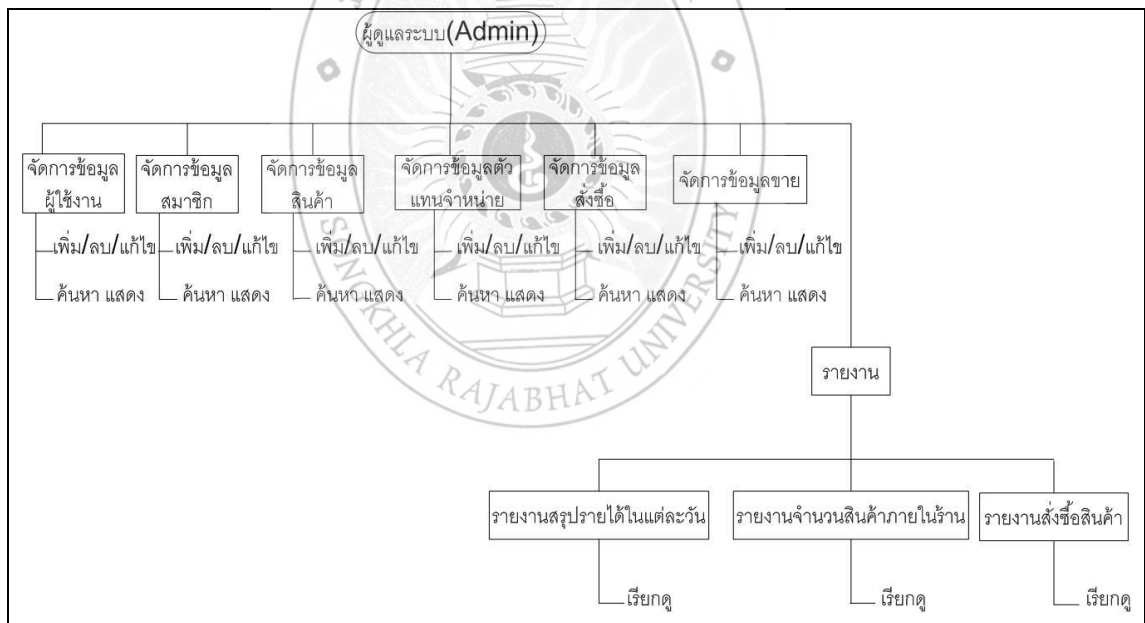 ผู้ดูแลระบบ(Admin)
จัดการข้อมูล
ผู้ใช้งาน
จัดการข้อมูล
สมาชิก
จัดการข้อมูล
สินค้า
จัดการข้อมูลตัว
แทนจำหน่าย
จัดการข้อมูล
สั่งซื้อ
จัดการข้อมูลขาย
เพิ่ม/ลบ/แก้ไข
เพิ่ม/ลบ/แก้ไข
เพิ่ม/ลบ/แก้ไข
เพิ่ม/ลบ/แก้ไข
เพิ่ม/ลบ/แก้ไข
เพิ่ม/ลบ/แก้ไข
ค้นหา แสดง
ค้นหา แสดง
ค้นหา แสดง
ค้นหา แสดง
ค้นหา แสดง
ค้นหา แสดง
SONGKHLA RAJABHAT UNIVERSITY
รายงาน
รายงานสรุปรายได้ในแต่ละวัน
รายงานจำนวนสินค้าภายในร้าน
รายงานสั่งซื้อสินค้า
เรียกดู
เรียกดู
เรียกดู